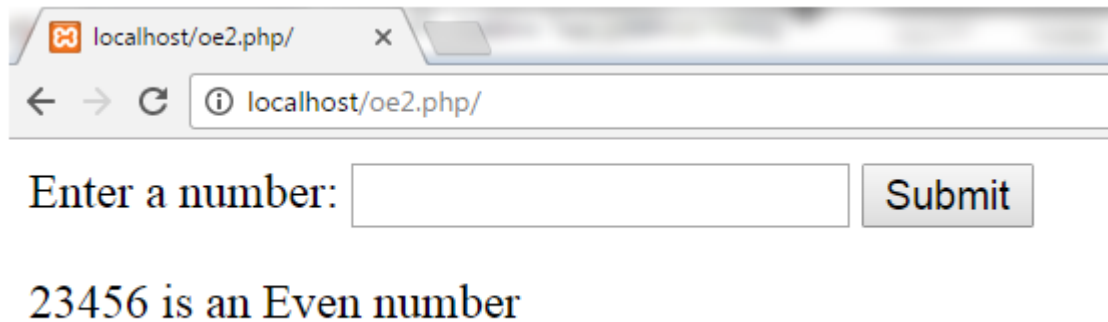 localhost/oe2.php/
localhost/oe2.php/
Enter a number: Submit
23456 is an Even number